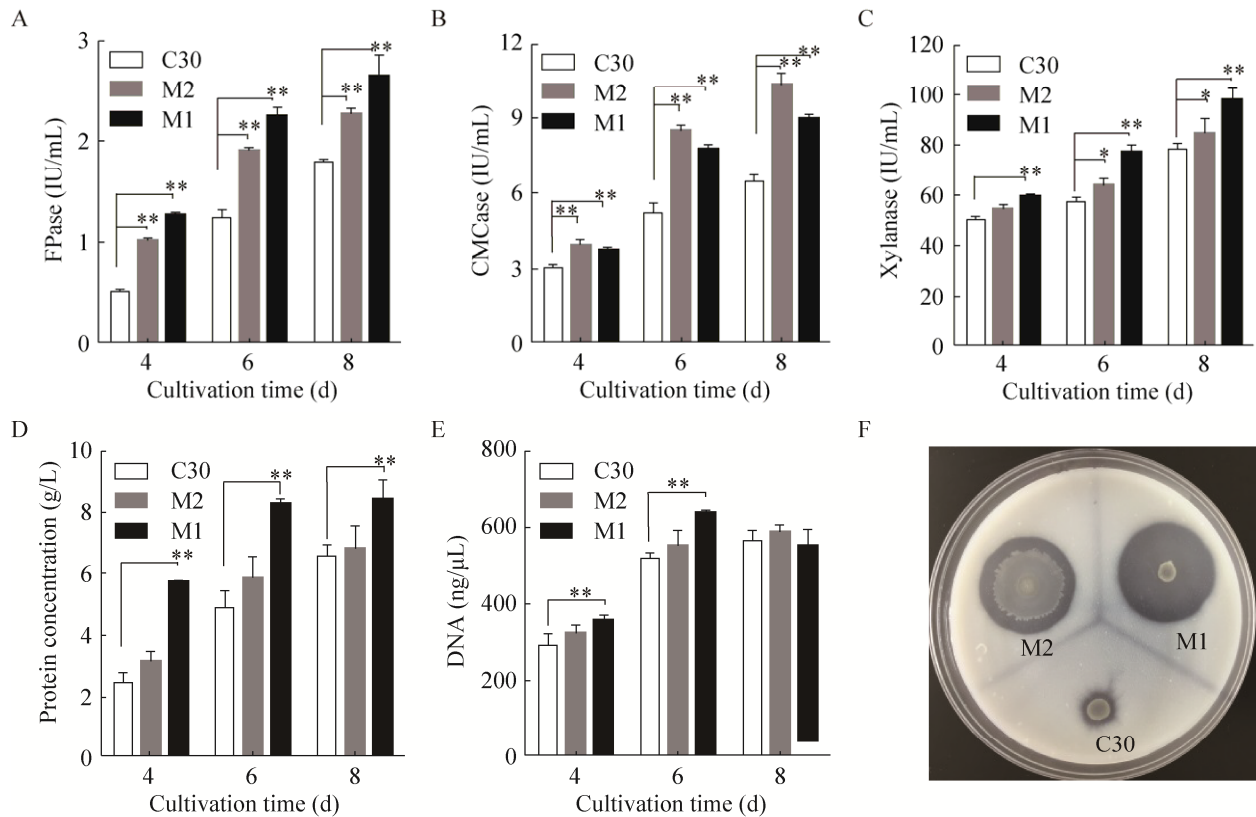 A
FPase (IU/mL)
3
2
1
0
C30
M2
M1
**
**
**
**
**
**
4 6 8
Cultivation time (d)
B
CMCase (IU/mL)
12
9
6
3
0
C30
M2
M1
**
**
**
**
**
**
4 6 8
Cultivation time (d)
C
Xylanase (IU/mL)
120
100
80
60
40
20
0
C30
M2
M1
**
*
**
*
**
4 6 8
Cultivation time (d)
D
Protein concentration (g/L)
10
8
6
4
2
0
C30
M2
M1
**
**
**
4 6 8
Cultivation time (d)
E
DNA (ng/μL)
800
600
400
200
0
C30
M2
M1
**
**
4 6 8
Cultivation time (d)
F
M2
M1
C30